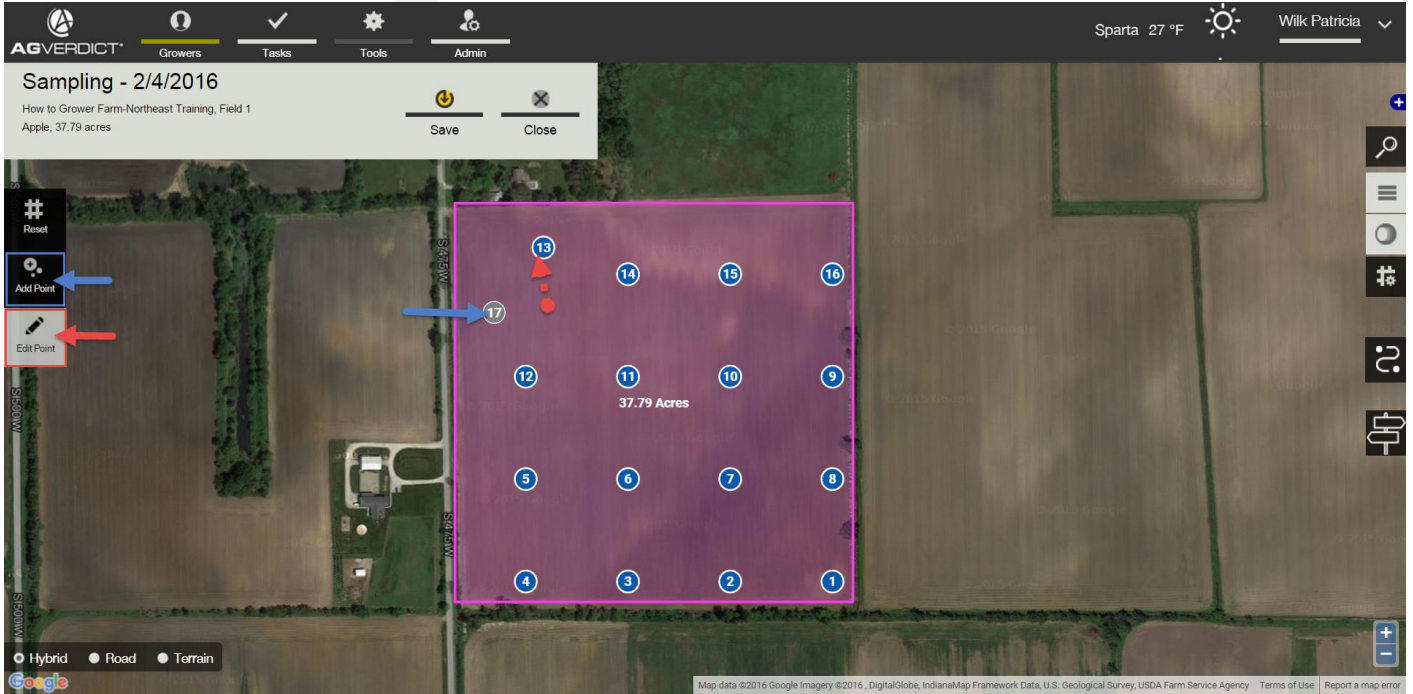 AGVERDICT
Growers
Tasks
Tools
Admin
Sparta 27 °F
Wilk Patricia
Sampling - 2/4/2016
How to Grower Farm-Northeast Training, Field 1
Apple, 37.79 acres
Save
Close
Reset
Add Point
Edit Point
St475W
St500W
13
14
15
16
17
12
11
10
9
37.79 Acres
5
6
7
8
St475W
4
3
2
1
St500W
Hybrid
Road
Terrain
Google
Map data ©2016 Google Imagery ©2016 , DigitalGlobe, IndianaMap Framework Data, U.S. Geological Survey, USDA Farm Service Agency
Terms of Use
Report a map error